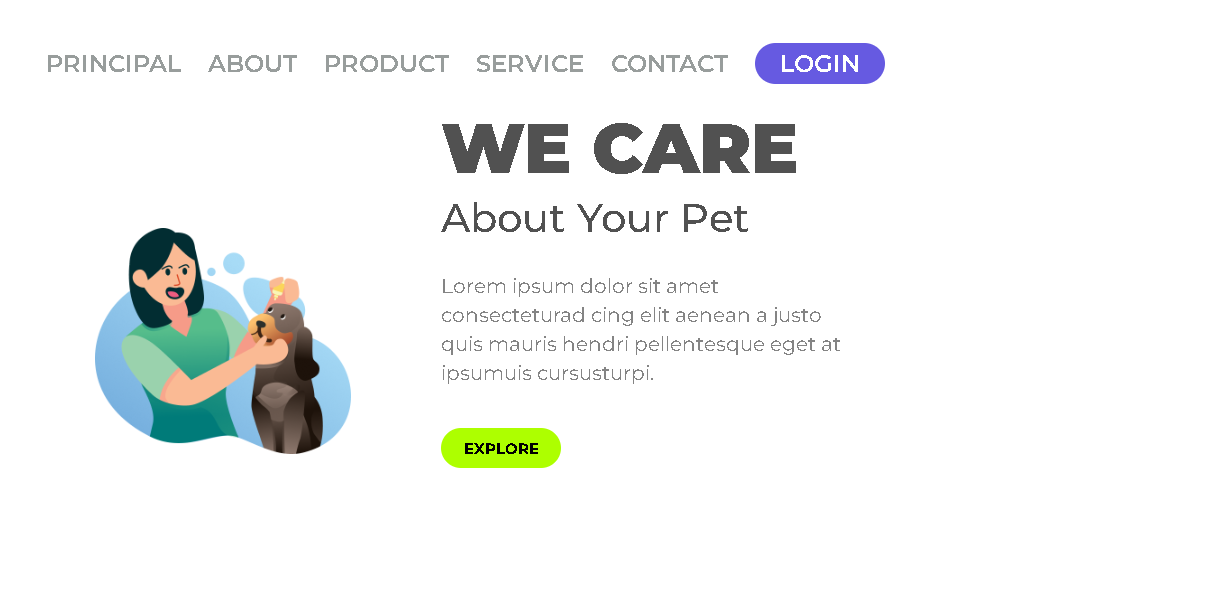 PRINCIPAL ABOUT PRODUCT SERVICE CONTACT LOGIN
WE CARE
About Your Pet
Lorem ipsum dolor sit amet
consecteturad cing elit aenean a justo
quis mauris hendri pellentesque eget at
ipsumuis cursusturpi.
EXPLORE